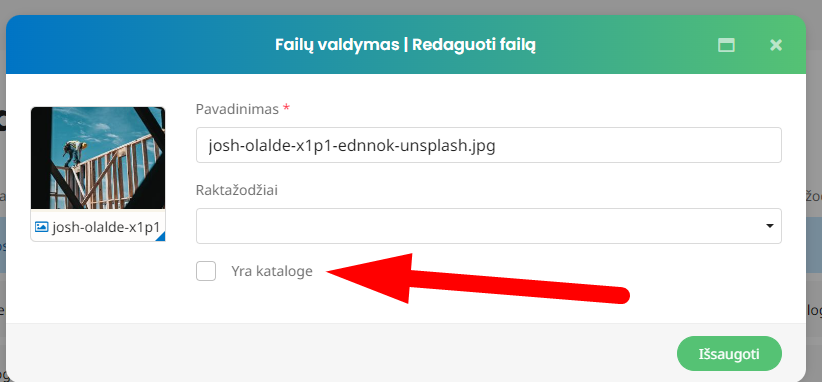 Failų valdymas | Redaguoti failą
Pavadinimas *
josh-olalde-x1p1-ednnok-unsplash.jpg
josh-olalde-x1p1
Raktažodžiai
Yra kataloge
Išsaugoti